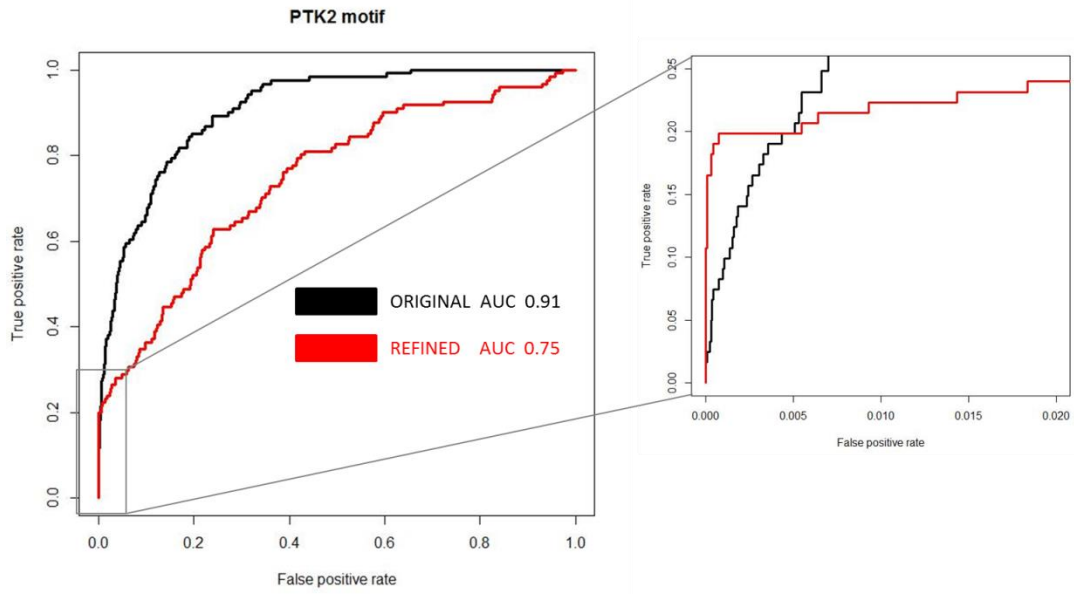 PTK2 motif
True positive rate
1.0
0.8
0.6
0.4
0.2
0.0
0.0 0.2 0.4 0.6 0.8 1.0
False positive rate
ORIGINAL AUC 0.91
REFINED AUC 0.75
True positive rate
0.25
0.20
0.15
0.10
0.05
0.00
0.000 0.005 0.010 0.015 0.020
False positive rate